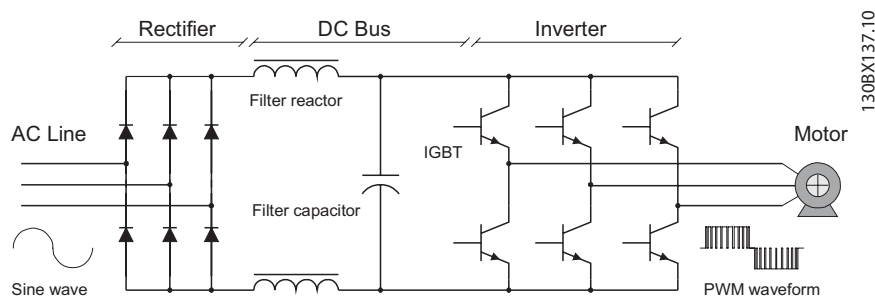 Rectifier
DC Bus
Inverter
130BX137.10
Filter reactor
AC Line
Motor
IGBT
Filter capacitor
Sine wave
PWM waveform